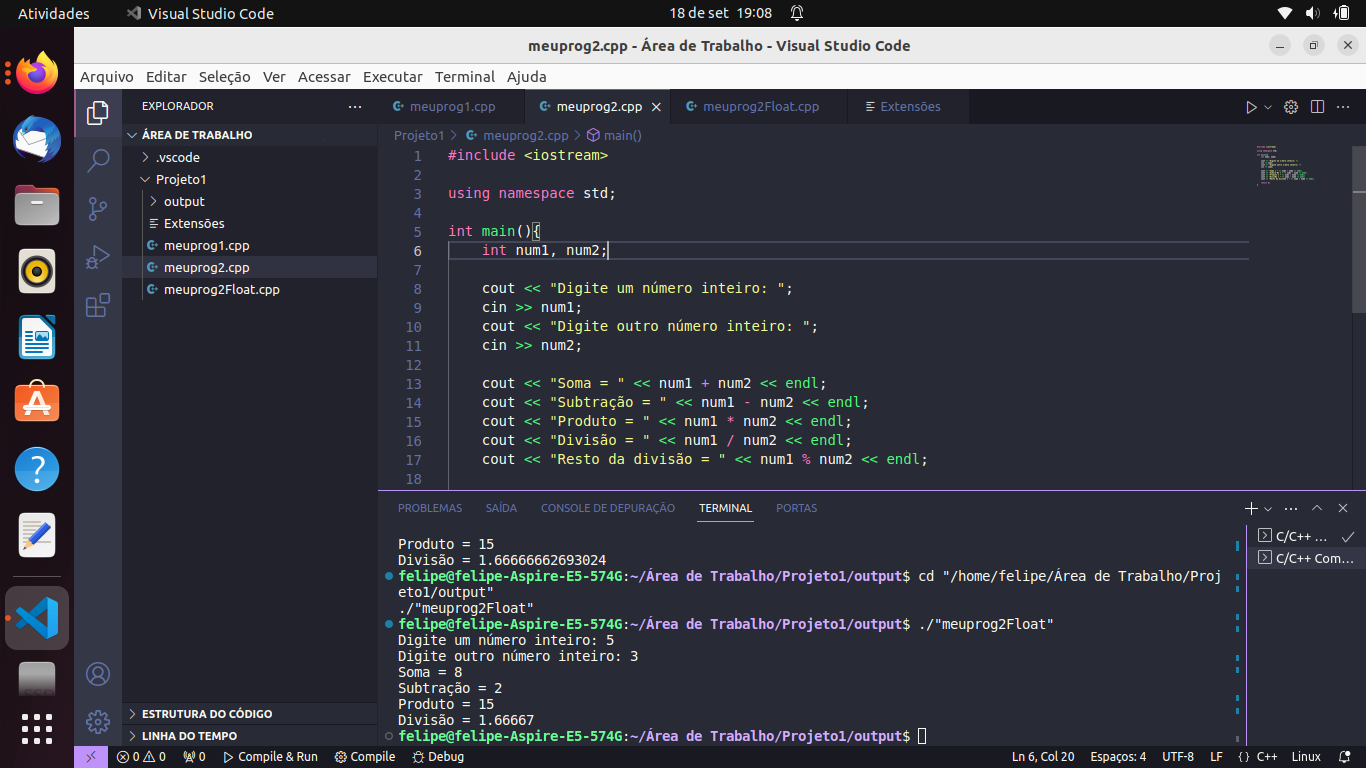 Atividades
Visual Studio Code
18 de set 19:08
meuprog2.cpp - Área de Trabalho - Visual Studio Code
Arquivo Editar Seleção Ver Acessar Executar Terminal Ajuda
EXPLORADOR
ÁREA DE TRABALHO
.vscode
Projeto1
output
Extensões
meuprog1.cpp
meuprog2.cpp
meuprog2Float.cpp
ESTRUTURA DO CÓDIGO
LINHA DO TEMPO
meuprog1.cpp meuprog2.cpp meuprog2Float.cpp Extensões
Projeto1 > meuprog2.cpp > main()
1 #include <iostream>
2
3 using namespace std;
4
5 int main(){
6 int num1, num2;
7
8 cout << "Digite um número inteiro: ";
9 cin >> num1;
10 cout << "Digite outro número inteiro: ";
11 cin >> num2;
12
13 cout << "Soma = " << num1 + num2 << endl;
14 cout << "Subtração = " << num1 - num2 << endl;
15 cout << "Produto = " << num1 * num2 << endl;
16 cout << "Divisão = " << num1 / num2 << endl;
17 cout << "Resto da divisão = " << num1 % num2 << endl;
18
PROBLEMAS SAÍDA CONSOLE DE DEPURAÇÃO TERMINAL PORTAS
Produto = 15
Divisão = 1.66666662693024
felipe@felipe-Aspire-E5-574G:~/Área de Trabalho/Projeto1/output$ cd "/home/felipe/Área de Trabalho/Proj
eto1/output"
./"meuprog2Float"
felipe@felipe-Aspire-E5-574G:~/Área de Trabalho/Projeto1/output$ ./"meuprog2Float"
Digite um número inteiro: 5
Digite outro número inteiro: 3
Soma = 8
Subtração = 2
Produto = 15
Divisão = 1.66667
felipe@felipe-Aspire-E5-574G:~/Área de Trabalho/Projeto1/output$
C/C++ ...
C/C++ Com...
0 0 0 Compile & Run Compile Debug
Ln 6, Col 20 Espaços: 4 UTF-8 LF {} C++ Linux